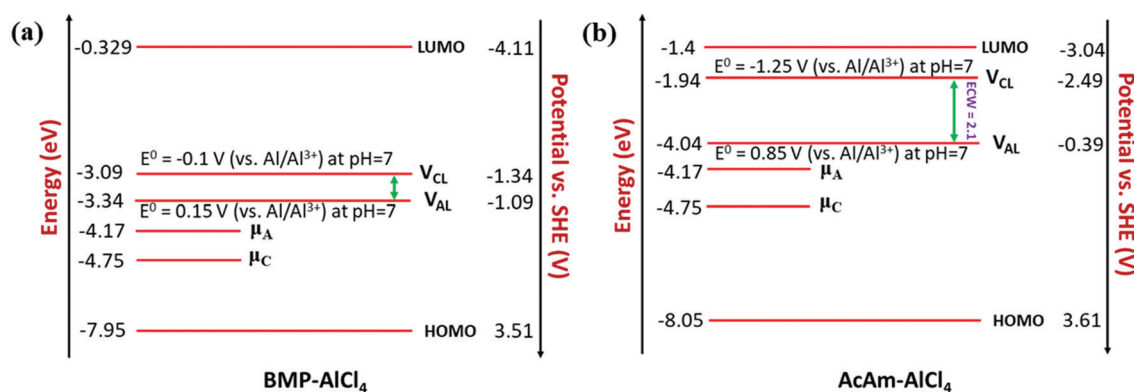 (a)
Energy (eV)
-0.329
LUMO
-4.11
E⁰ = -0.1 V (vs. Al/Al³⁺) at pH=7
-3.09
V_CL
-1.34
-3.34
V_AL
-1.09
E⁰ = 0.15 V (vs. Al/Al³⁺) at pH=7
-4.17
μ_A
-4.75
μ_C
-7.95
HOMO
3.51
Potential vs. SHE (V)
BMP-AlCl₄
(b)
Energy (eV)
-1.4
LUMO
-3.04
E⁰ = -1.25 V (vs. Al/Al³⁺) at pH=7
-1.94
V_CL
-2.49
ECW = 2.1
-4.04
V_AL
-0.39
E⁰ = 0.85 V (vs. Al/Al³⁺) at pH=7
-4.17
μ_A
-4.75
μ_C
-8.05
HOMO
3.61
Potential vs. SHE (V)
AcAm-AlCl₄